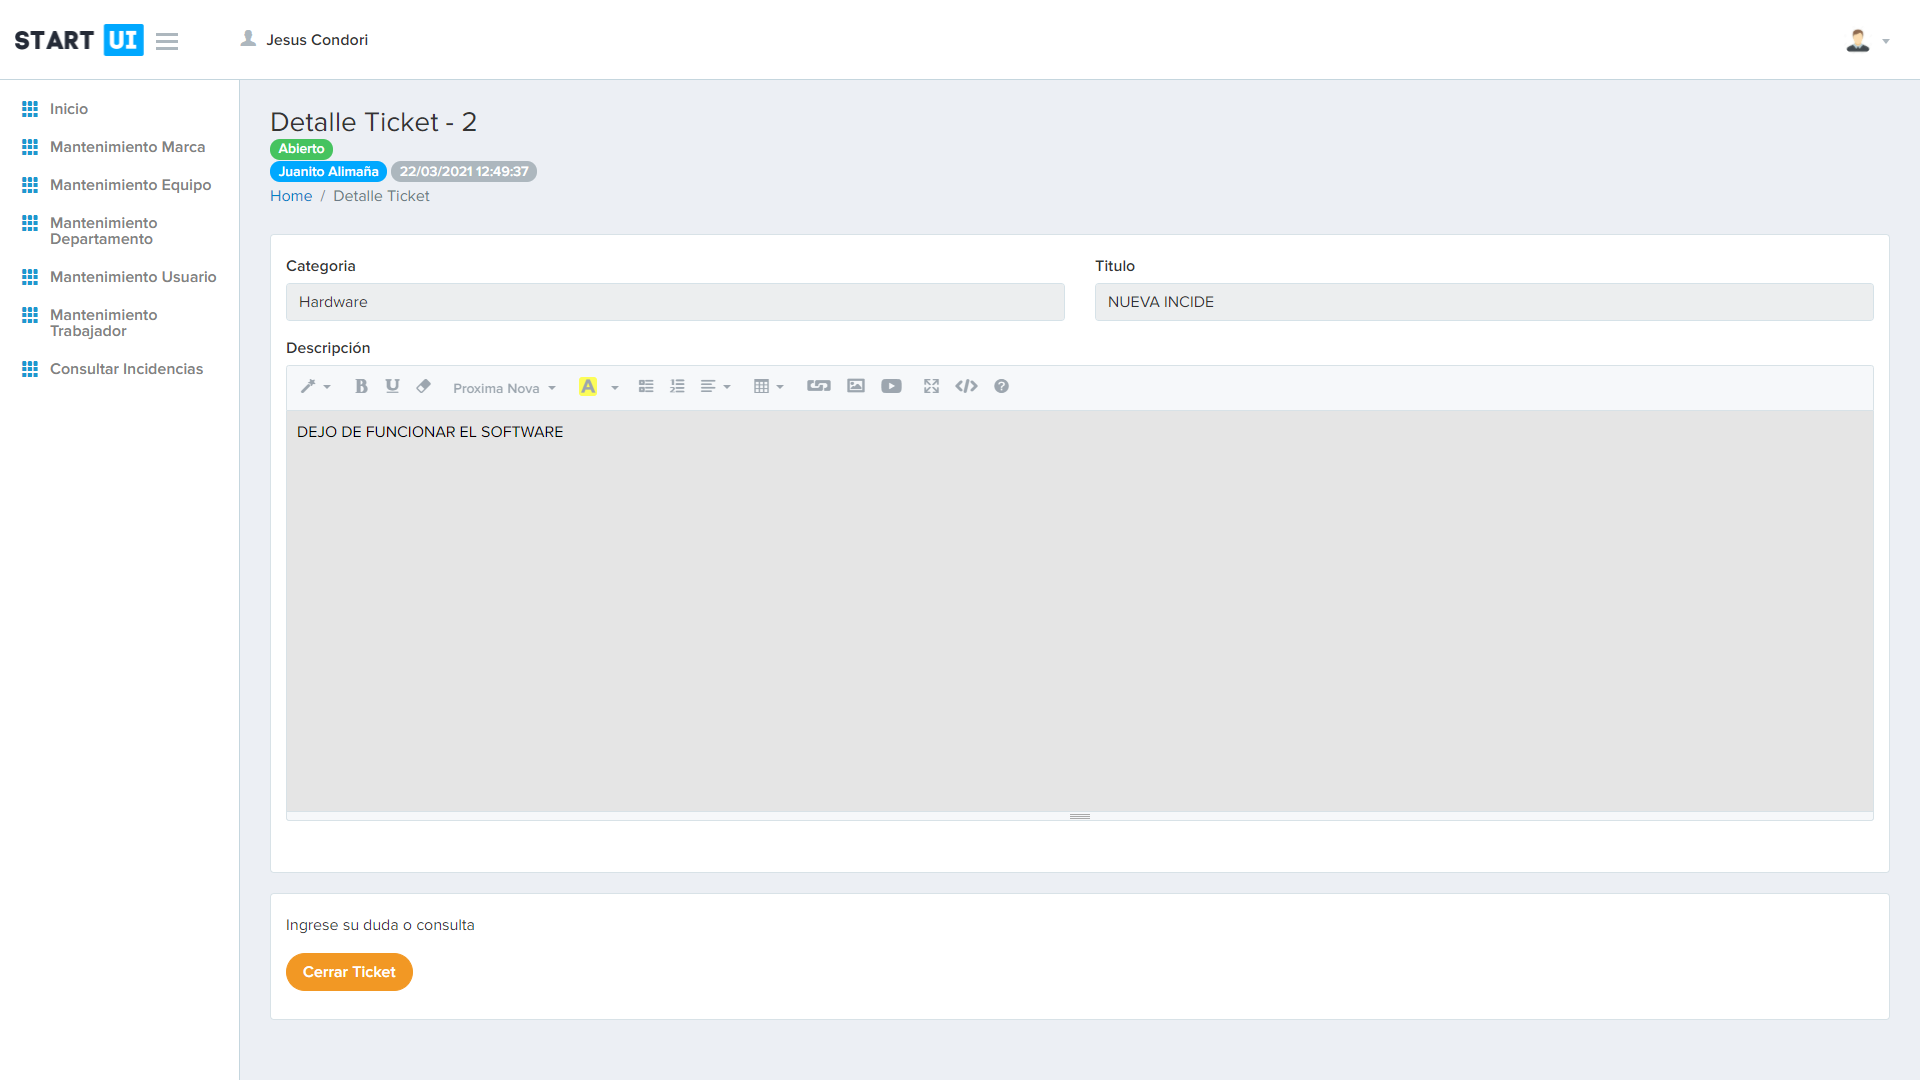 START UI
Jesus Condori
Inicio
Mantenimiento Marca
Mantenimiento Equipo
Mantenimiento
Departamento
Mantenimiento Usuario
Mantenimiento
Trabajador
Consultar Incidencias
Detalle Ticket - 2
Abierto
Juanito Alimaña 22/03/2021 12:49:37
Home / Detalle Ticket
Categoria
Hardware
Titulo
NUEVA INCIDE
Descripción
B U Proxima Nova A
DEJO DE FUNCIONAR EL SOFTWARE
Ingrese su duda o consulta
Cerrar Ticket